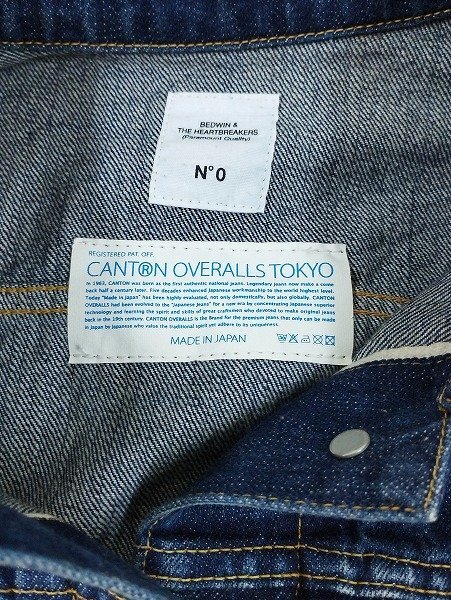 BEDWIN &
THE HEARTBREAKERS
(Paramount Quality)
N°0
REGISTERED PAT. OFF.
CANTRN OVERALLS TOKYO
In 1963, CANTON was born as the first authentic national jeans. Legendary jeans now make a come
back half a century later. Five decades enhanced Japanese workmanship to the world highest level.
Today "Made in Japan" has been highly evaluated, not only domestically, but also globally. CANTON
OVERALLS had been evolved to the "Japanese Jeans" for a new era by concentrating Japanese superior
technology and learning the spirit and skills of great craftsmen who devoted to make original jeans
back in the 19th century. CANTON OVERALLS is the Brand for the premium jeans that only can be made
in Japan by Japanese who value the traditional spirit yet adhere to its uniqueness.
MADE IN JAPAN